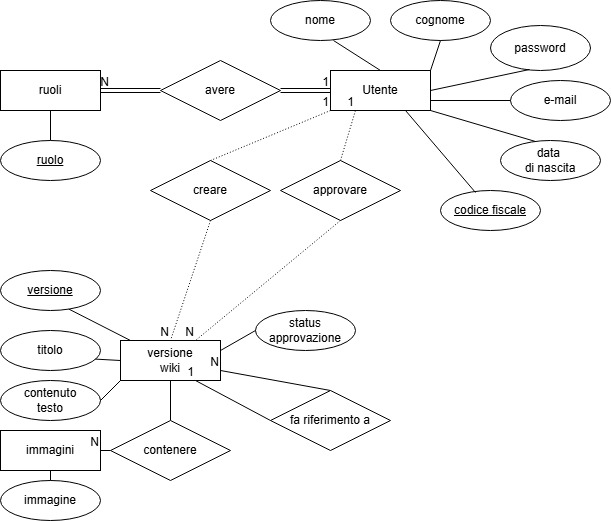 nome
cognome
password
ruoli
N
avere
1
Utente
1
1
e-mail
ruolo
data
di nascita
creare
approvare
codice fiscale
versione
status
approvazione
N
N
titolo
versione
wiki
1
N
contenuto
testo
fa riferimento a
immagini
N
contenere
immagine